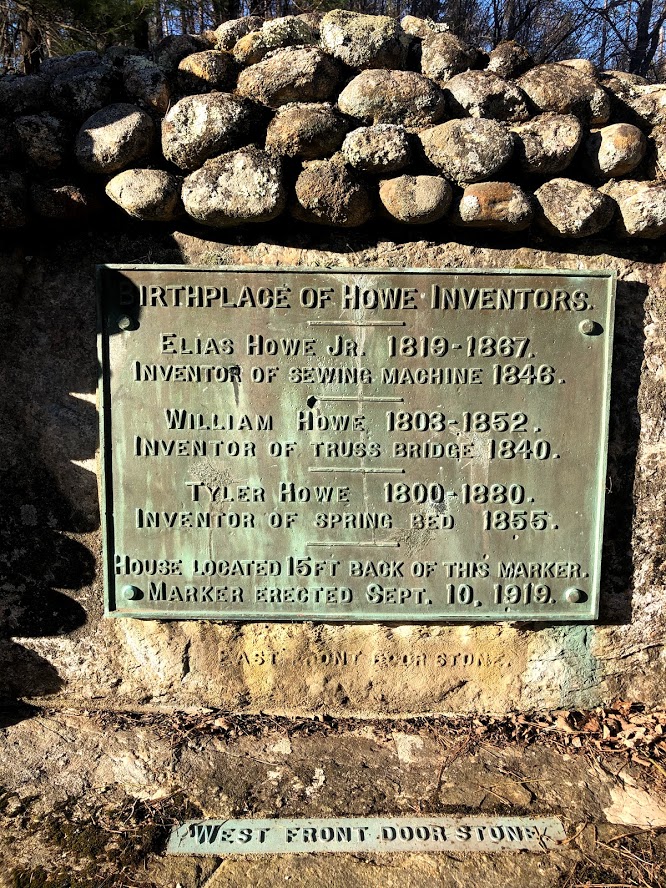 Birthplace of Howe Inventors.
Elias Howe Jr. 1819-1867.
Inventor of sewing machine 1846.
William Howe 1803-1852.
Inventor of truss bridge 1840.
Tyler Howe 1800-1880.
Inventor of spring bed 1855.
House located 15ft back of this marker.
Marker erected Sept. 10, 1919.
East front door stone.
West front door stone